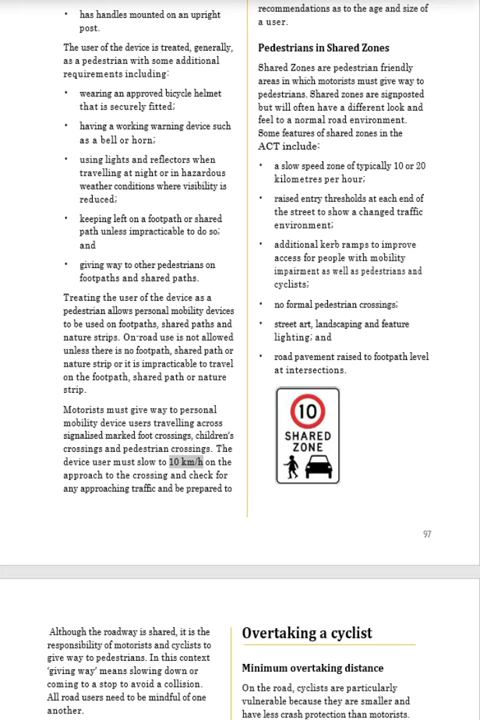 • has handles mounted on an upright
post.
The user of the device is treated, generally,
as a pedestrian with some additional
requirements including:
• wearing an approved bicycle helmet
that is securely fitted;
• having a working warning device such
as a bell or horn;
• using lights and reflectors when
travelling at night or in hazardous
weather conditions where visibility is
reduced;
• keeping left on a footpath or shared
path unless impracticable to do so;
and
• giving way to other pedestrians on
footpaths and shared paths.
Treating the user of the device as a
pedestrian allows personal mobility devices
to be used on footpaths, shared paths and
nature strips. On-road use is not allowed
unless there is no footpath, shared path or
nature strip or it is impracticable to travel
on the footpath, shared path or nature
strip.
Motorists must give way to personal
mobility device users travelling across
signalised marked foot crossings, children's
crossings and pedestrian crossings. The
device user must slow to 10 km/h on the
approach to the crossing and check for
any approaching traffic and be prepared to
recommendations as to the age and size of
a user.
Pedestrians in Shared Zones
Shared Zones are pedestrian friendly
areas in which motorists must give way to
pedestrians. Shared zones are signposted
but will often have a different look and
feel to a normal road environment.
Some features of shared zones in the
ACT include:
• a slow speed zone of typically 10 or 20
kilometres per hour;
• raised entry thresholds at each end of
the street to show a changed traffic
environment;
• additional kerb ramps to improve
access for people with mobility
impairment as well as pedestrians and
cyclists;
• no formal pedestrian crossings;
• street art, landscaping and feature
lighting; and
• road pavement raised to footpath level
at intersections.
10
SHARED
ZONE
97
Although the roadway is shared, it is the
responsibility of motorists and cyclists to
give way to pedestrians. In this context
'giving way' means slowing down or
coming to a stop to avoid a collision.
All road users need to be mindful of one
another.
Overtaking a cyclist
Minimum overtaking distance
On the road, cyclists are particularly
vulnerable because they are smaller and
have less crash protection than motorists.